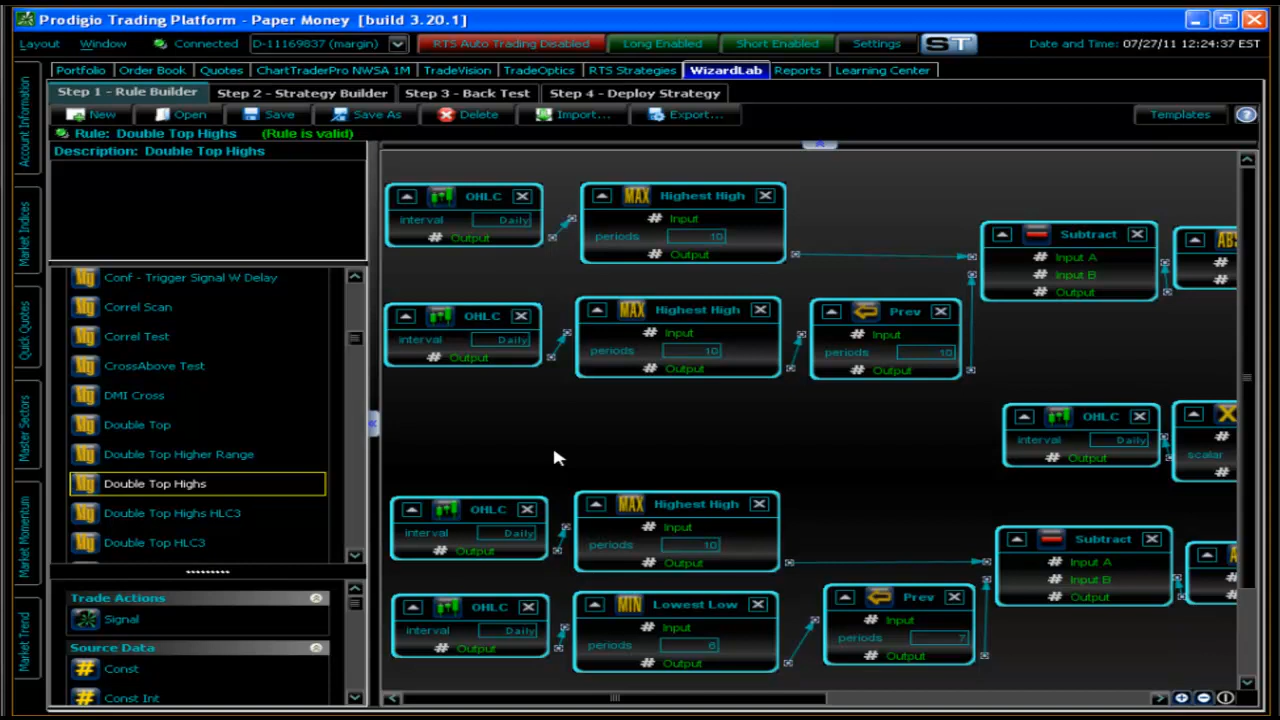 Prodigio Trading Platform - Paper Money [build 3.20.1]
Layout Window Connected D-11169837 (margin) RTS Auto Trading Disabled Long Enabled Short Enabled Settings ST Date and Time: 07/27/11 12:24:37 EST
Portfolio Order Book Quotes ChartTraderPro NWSA 1M TradeVision TradeOptics RTS Strategies WizardLab Reports Learning Center
Step 1 - Rule Builder Step 2 - Strategy Builder Step 3 - Back Test Step 4 - Deploy Strategy
New Open Save Save As Delete Import... Export... Templates ?
Rule: Double Top Highs (Rule is valid)
Description: Double Top Highs
Account Information
Market Indices
Quick Quotes
Master Sectors
Market Momentum
Market Trend
Conf - Trigger Signal W Delay
Correl Scan
Correl Test
CrossAbove Test
DMI Cross
Double Top
Double Top Higher Range
Double Top Highs
Double Top Highs HLC3
Double Top HLC3
Trade Actions
Signal
Source Data
Const
Const Int
OHLC
interval Daily
# Output
MAX Highest High
# Input
periods 10
# Output
Subtract
# Input A
# Input B
# Output
OHLC
interval Daily
# Output
MAX Highest High
# Input
periods 10
# Output
Prev
# Input
periods 10
# Output
OHLC
interval Daily
# Output
scalar
OHLC
interval Daily
# Output
MAX Highest High
# Input
periods 10
# Output
Subtract
# Input A
# Input B
# Output
OHLC
interval Daily
# Output
MIN Lowest Low
# Input
periods 6
# Output
Prev
# Input
periods 7
# Output